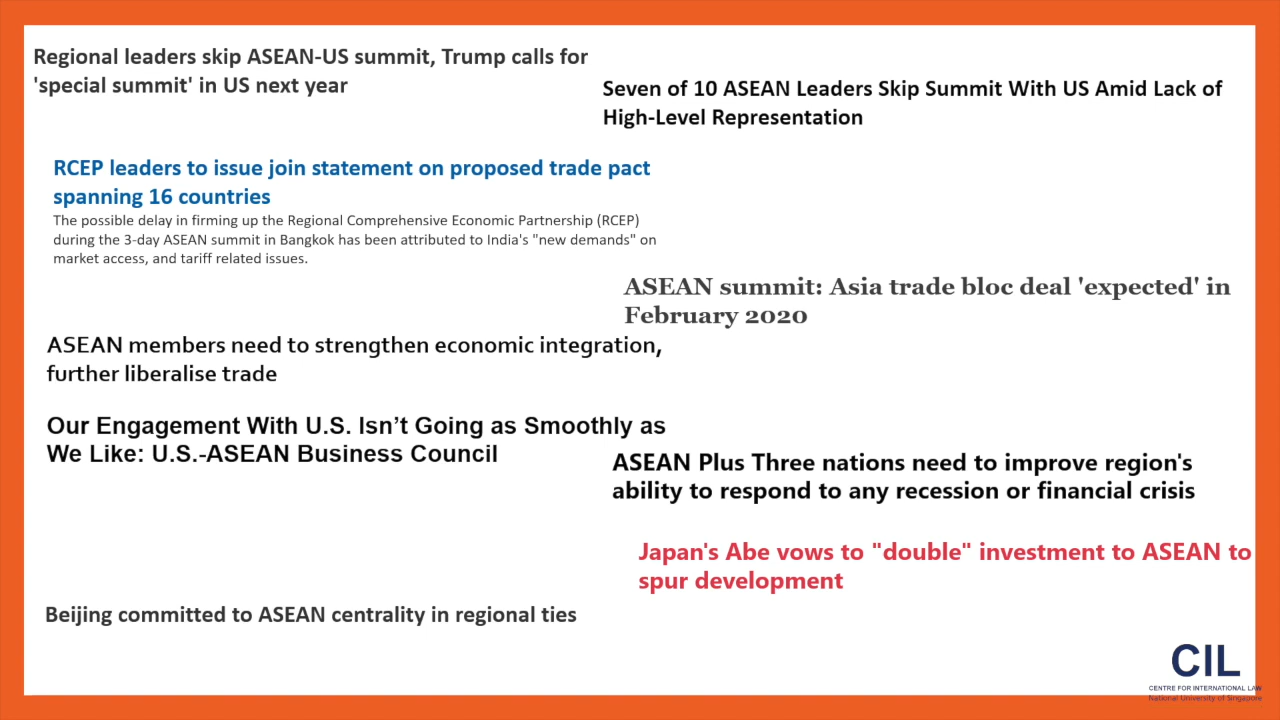 Regional leaders skip ASEAN-US summit, Trump calls for
'special summit' in US next year
Seven of 10 ASEAN Leaders Skip Summit With US Amid Lack of
High-Level Representation
RCEP leaders to issue join statement on proposed trade pact
spanning 16 countries
The possible delay in firming up the Regional Comprehensive Economic Partnership (RCEP)
during the 3-day ASEAN summit in Bangkok has been attributed to India's "new demands" on
market access, and tariff related issues.
ASEAN summit: Asia trade bloc deal 'expected' in
February 2020
ASEAN members need to strengthen economic integration,
further liberalise trade
Our Engagement With U.S. Isn’t Going as Smoothly as
We Like: U.S.-ASEAN Business Council
ASEAN Plus Three nations need to improve region's
ability to respond to any recession or financial crisis
Japan's Abe vows to "double" investment to ASEAN to
spur development
Beijing committed to ASEAN centrality in regional ties
CIL
CENTRE FOR INTERNATIONAL LAW
National University of Singapore